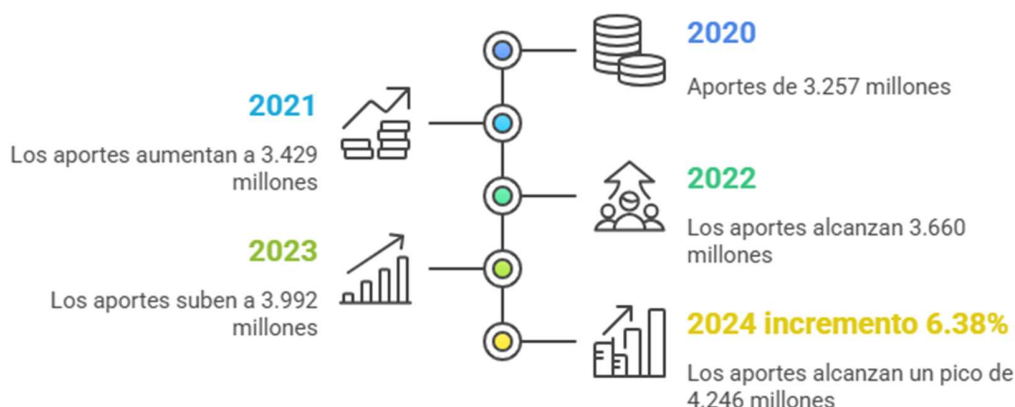 2020
Aportes de 3.257 millones
2021
Los aportes aumentan a 3.429
millones
2022
Los aportes alcanzan 3.660
millones
2023
Los aportes suben a 3.992
millones
2024 incremento 6.38%
Los aportes alcanzan un pico de
4.246 millones